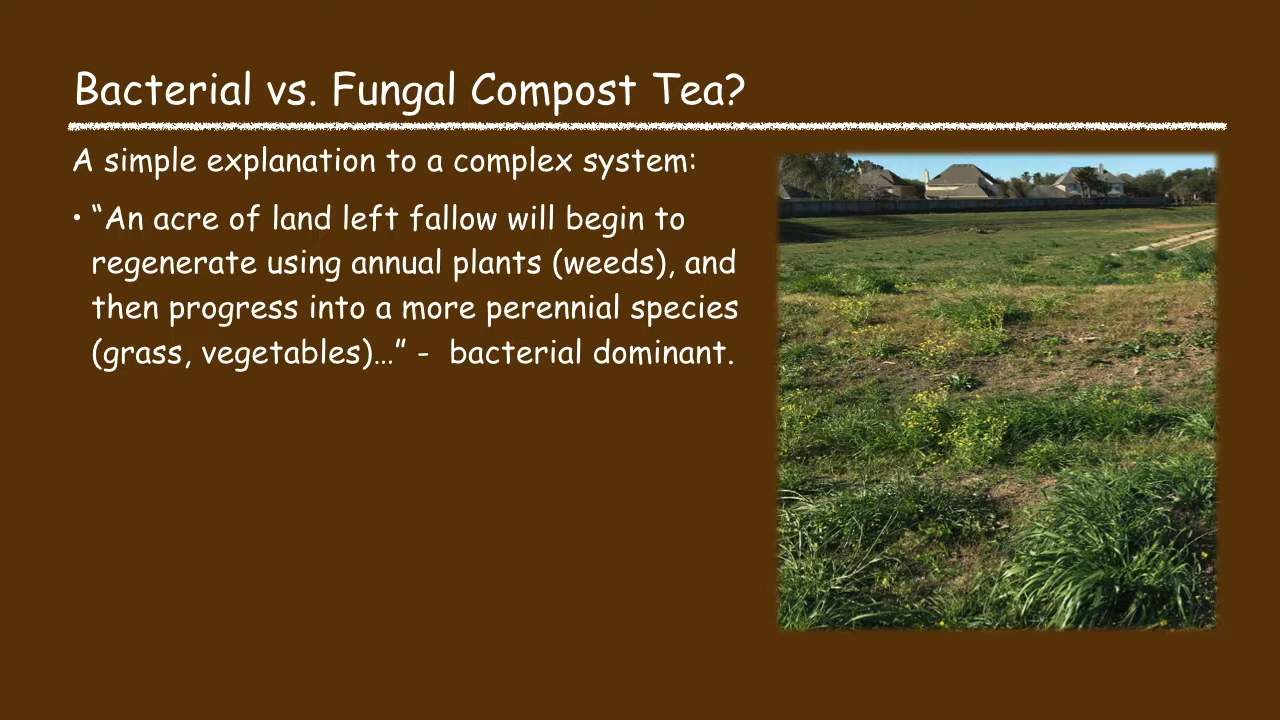 Bacterial vs. Fungal Compost Tea?
A simple explanation to a complex system:
• “An acre of land left fallow will begin to
regenerate using annual plants (weeds), and
then progress into a more perennial species
(grass, vegetables)…” -  bacterial dominant.